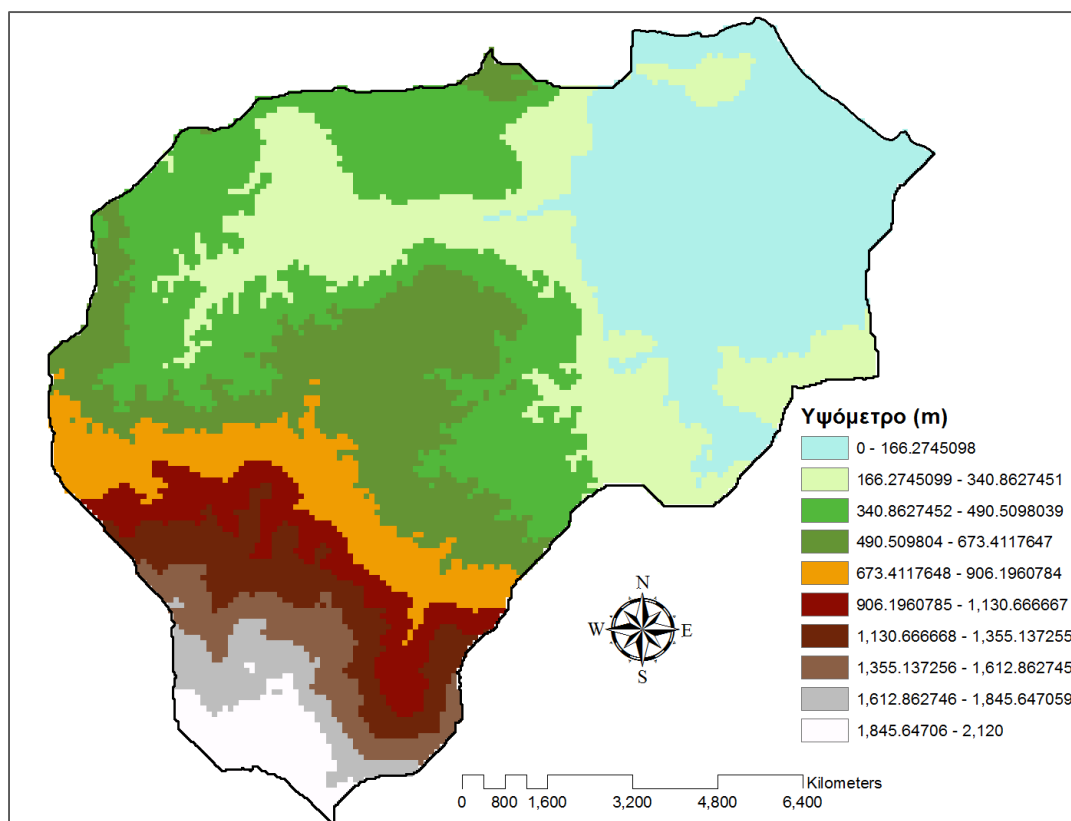 Υψόμετρο (m)
0 - 166.2745098
166.2745099 - 340.8627451
340.8627452 - 490.5098039
490.509804 - 673.4117647
673.4117648 - 906.1960784
906.1960785 - 1,130.666667
1,130.666668 - 1,355.137255
1,355.137256 - 1,612.862745
1,612.862746 - 1,845.647059
1,845.64706 - 2,120
N
W E
S
Kilometers
0 800 1,600 3,200 4,800 6,400